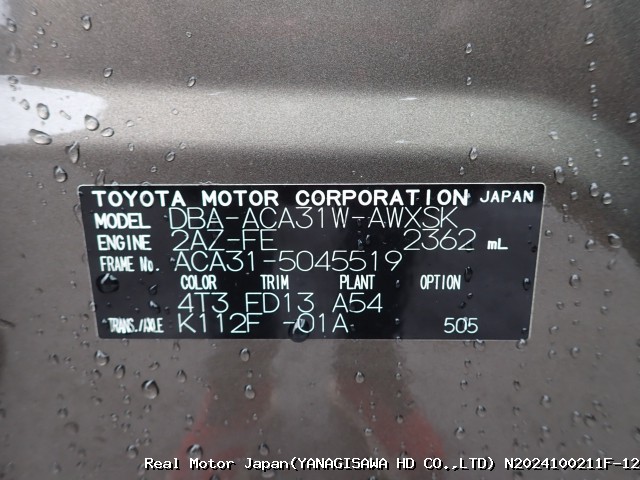 TOYOTA MOTOR CORPORATION JAPAN
MODEL DBA-ACA31W-AWXSK
ENGINE 2AZ-FE 2362 mL
FRAME No. ACA31-5045519
COLOR TRIM PLANT OPTION
4T3 FD13 A54
TRANS./AXLE K112F -01A 505
Real Motor Japan(YANAGISAWA HD CO.,LTD) N2024100211F-12